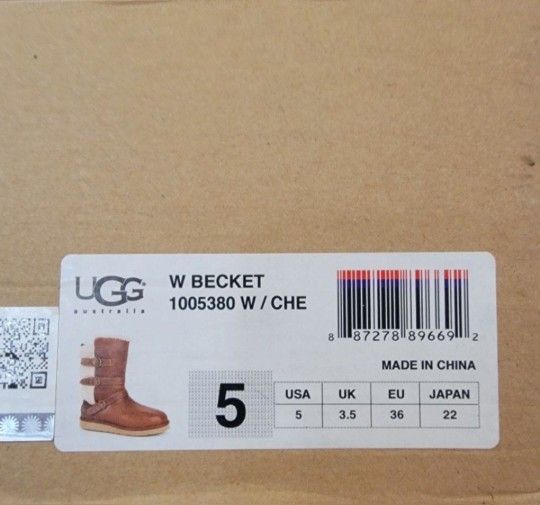 UGG
australia
W BECKET
1005380 W / CHE
8 87278 89669 2
MADE IN CHINA
5
USA UK EU JAPAN
5 3.5 36 22